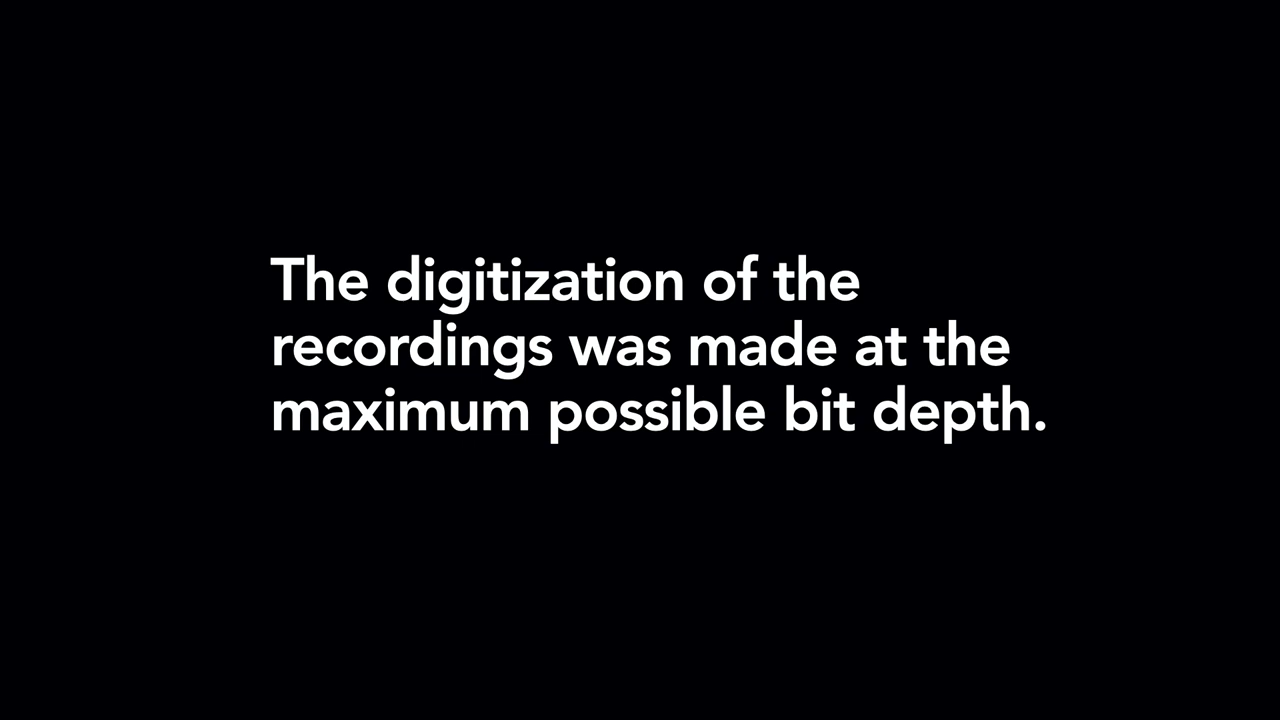 The digitization of the
recordings was made at the
maximum possible bit depth.